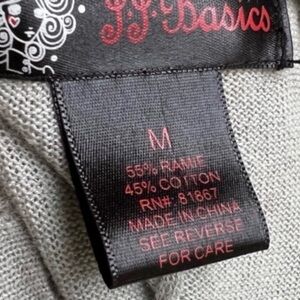 J.J. Basics
M
55% RAMIE
45% COTTON
RN# 81867
MADE IN CHINA
SEE REVERSE
FOR CARE